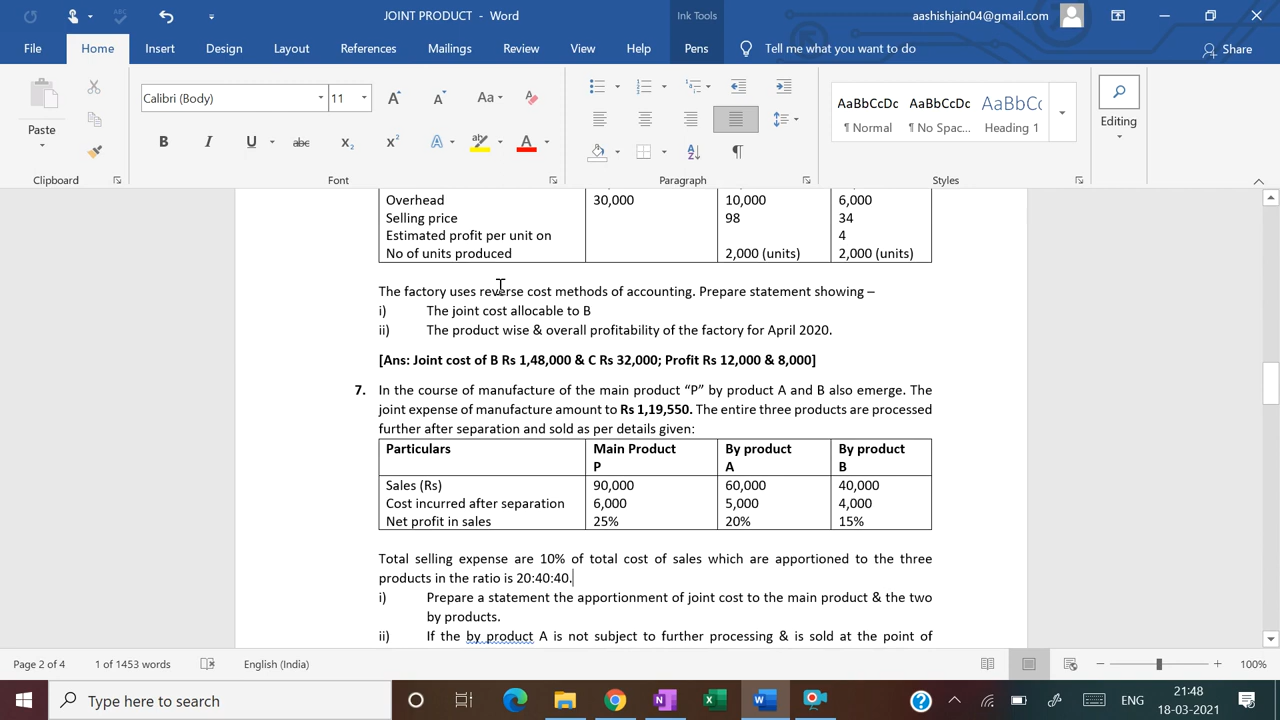 JOINT PRODUCT - Word
Ink Tools
aashishjain04@gmail.com
File Home Insert Design Layout References Mailings Review View Help Pens Tell me what you want to do Share
Calibri (Body) 11 Aa
Paste
B I U abc X₂ X² A A
AaBbCcDc AaBbCcDc AaBbCc
¶ Normal ¶ No Spac... Heading 1
Editing
Clipboard Font Paragraph Styles
Overhead 30,000 10,000 6,000
Selling price 98 34
Estimated profit per unit on 4
No of units produced 2,000 (units) 2,000 (units)
The factory uses reverse cost methods of accounting. Prepare statement showing –
i) The joint cost allocable to B
ii) The product wise & overall profitability of the factory for April 2020.
[Ans: Joint cost of B Rs 1,48,000 & C Rs 32,000; Profit Rs 12,000 & 8,000]
7. In the course of manufacture of the main product “P” by product A and B also emerge. The
joint expense of manufacture amount to Rs 1,19,550. The entire three products are processed
further after separation and sold as per details given:
Particulars Main Product By product By product
P A B
Sales (Rs) 90,000 60,000 40,000
Cost incurred after separation 6,000 5,000 4,000
Net profit in sales 25% 20% 15%
Total selling expense are 10% of total cost of sales which are apportioned to the three
products in the ratio is 20:40:40.
i) Prepare a statement the apportionment of joint cost to the main product & the two
by products.
ii) If the by product A is not subject to further processing & is sold at the point of
Page 2 of 4 1 of 1453 words English (India) 100%
Type here to search
ENG
21:48
18-03-2021